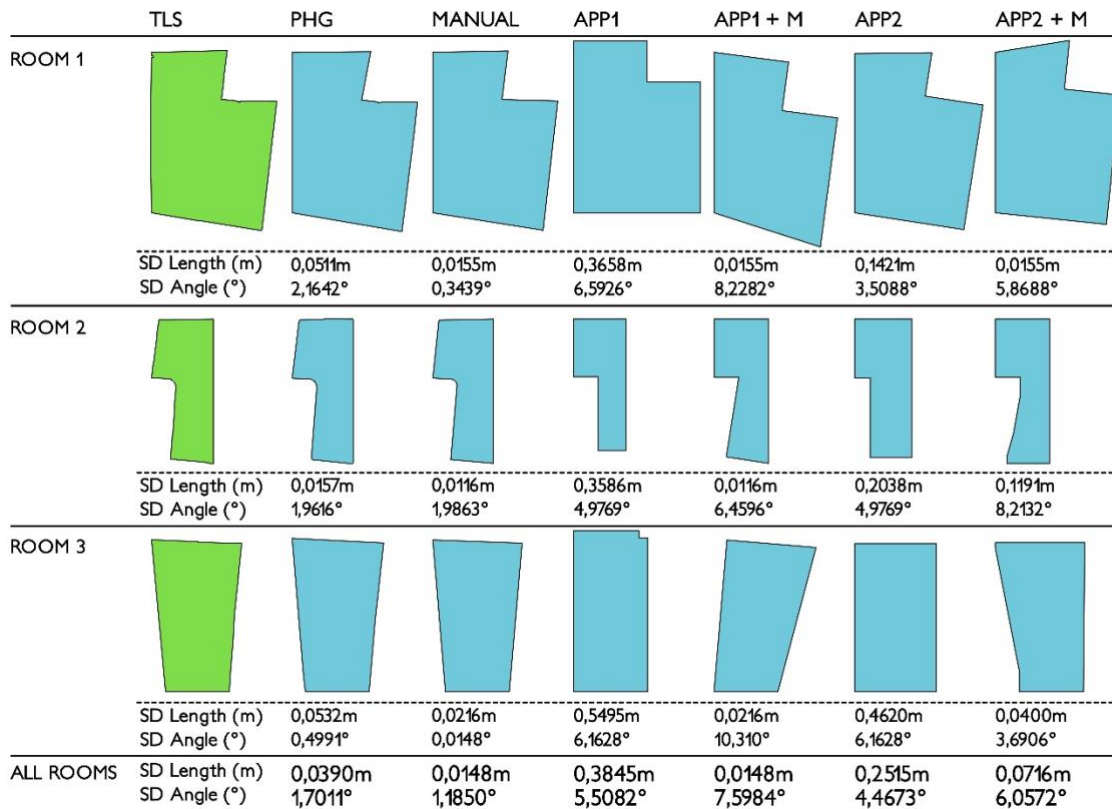 TLS PHG MANUAL APP1 APP1 + M APP2 APP2 + M
ROOM 1
SD Length (m) 0,0511m 0,0155m 0,3658m 0,0155m 0,1421m 0,0155m
SD Angle (°) 2,1642° 0,3439° 6,5926° 8,2282° 3,5088° 5,8688°
ROOM 2
SD Length (m) 0,0157m 0,0116m 0,3586m 0,0116m 0,2038m 0,1191m
SD Angle (°) 1,9616° 1,9863° 4,9769° 6,4596° 4,9769° 8,2132°
ROOM 3
SD Length (m) 0,0532m 0,0216m 0,5495m 0,0216m 0,4620m 0,0400m
SD Angle (°) 0,4991° 0,0148° 6,1628° 10,310° 6,1628° 3,6906°
ALL ROOMS SD Length (m) 0,0390m 0,0148m 0,3845m 0,0148m 0,2515m 0,0716m
SD Angle (°) 1,7011° 1,1850° 5,5082° 7,5984° 4,4673° 6,0572°